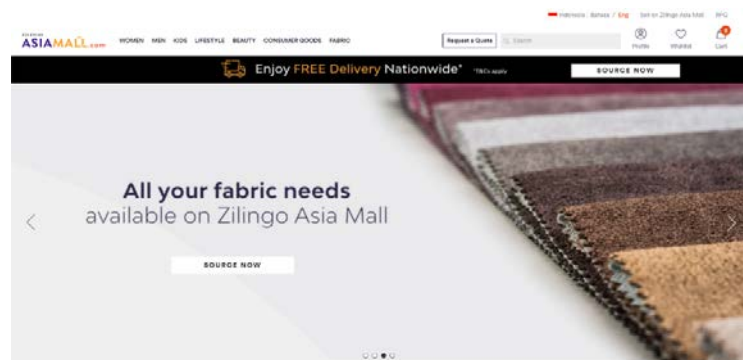 Indonesia : Bahasa / Eng Sell on Zilingo Asia Mall RFQ
ASIAMALL.com
WOMEN MEN KIDS LIFESTYLE BEAUTY CONSUMER GOODS FABRIC
Request a Quote
Search
Profile
Wishlist
Cart
Enjoy FREE Delivery Nationwide* *T&Cs apply
SOURCE NOW
All your fabric needs
available on Zilingo Asia Mall
SOURCE NOW